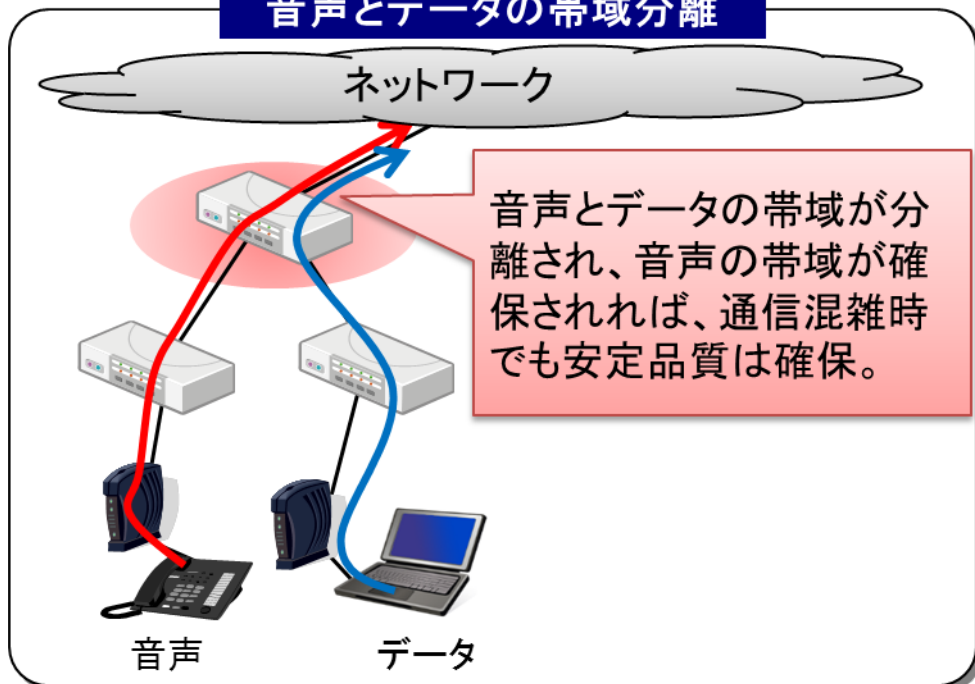 音声とデータの帯域分離
ネットワーク
音声とデータの帯域が分
離され、音声の帯域が確
保されれば、通信混雑時
でも安定品質は確保。
音声
データ